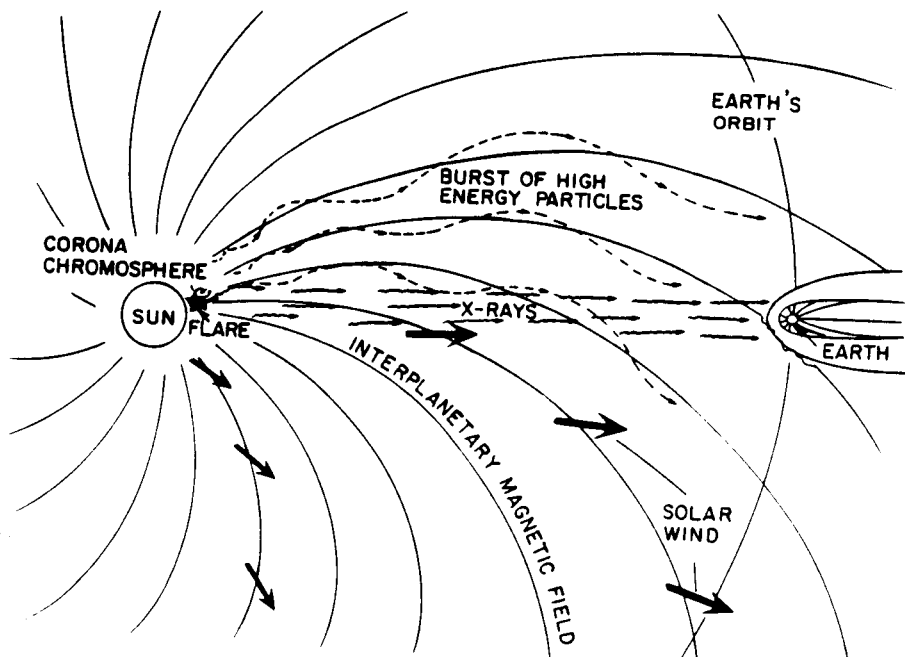 EARTH'S
ORBIT
BURST OF HIGH
ENERGY PARTICLES
CORONA
CHROMOSPHERE
SUN
FLARE
X-RAYS
EARTH
INTERPLANETARY MAGNETIC FIELD
SOLAR
WIND